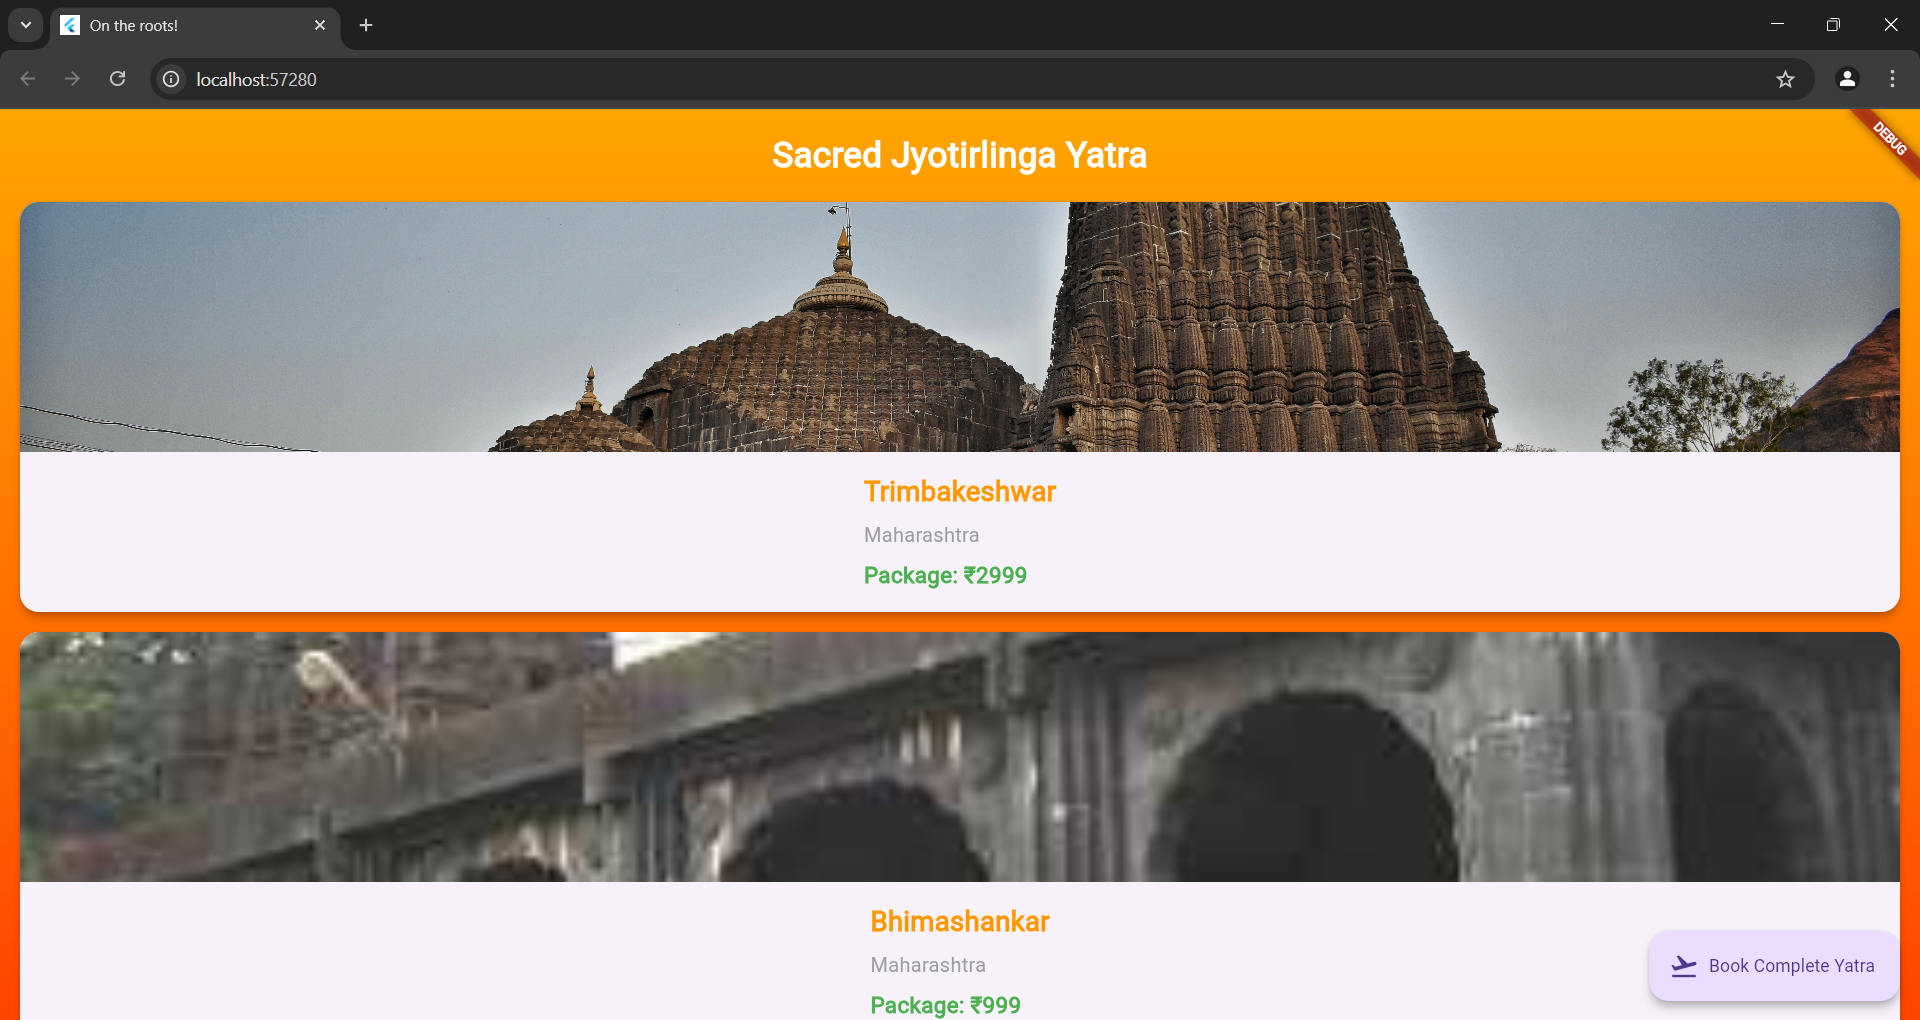 On the roots!
localhost:57280
DEBUG
Sacred Jyotirlinga Yatra
Trimbakeshwar
Maharashtra
Package: ₹2999
Bhimashankar
Maharashtra
Package: ₹999
Book Complete Yatra